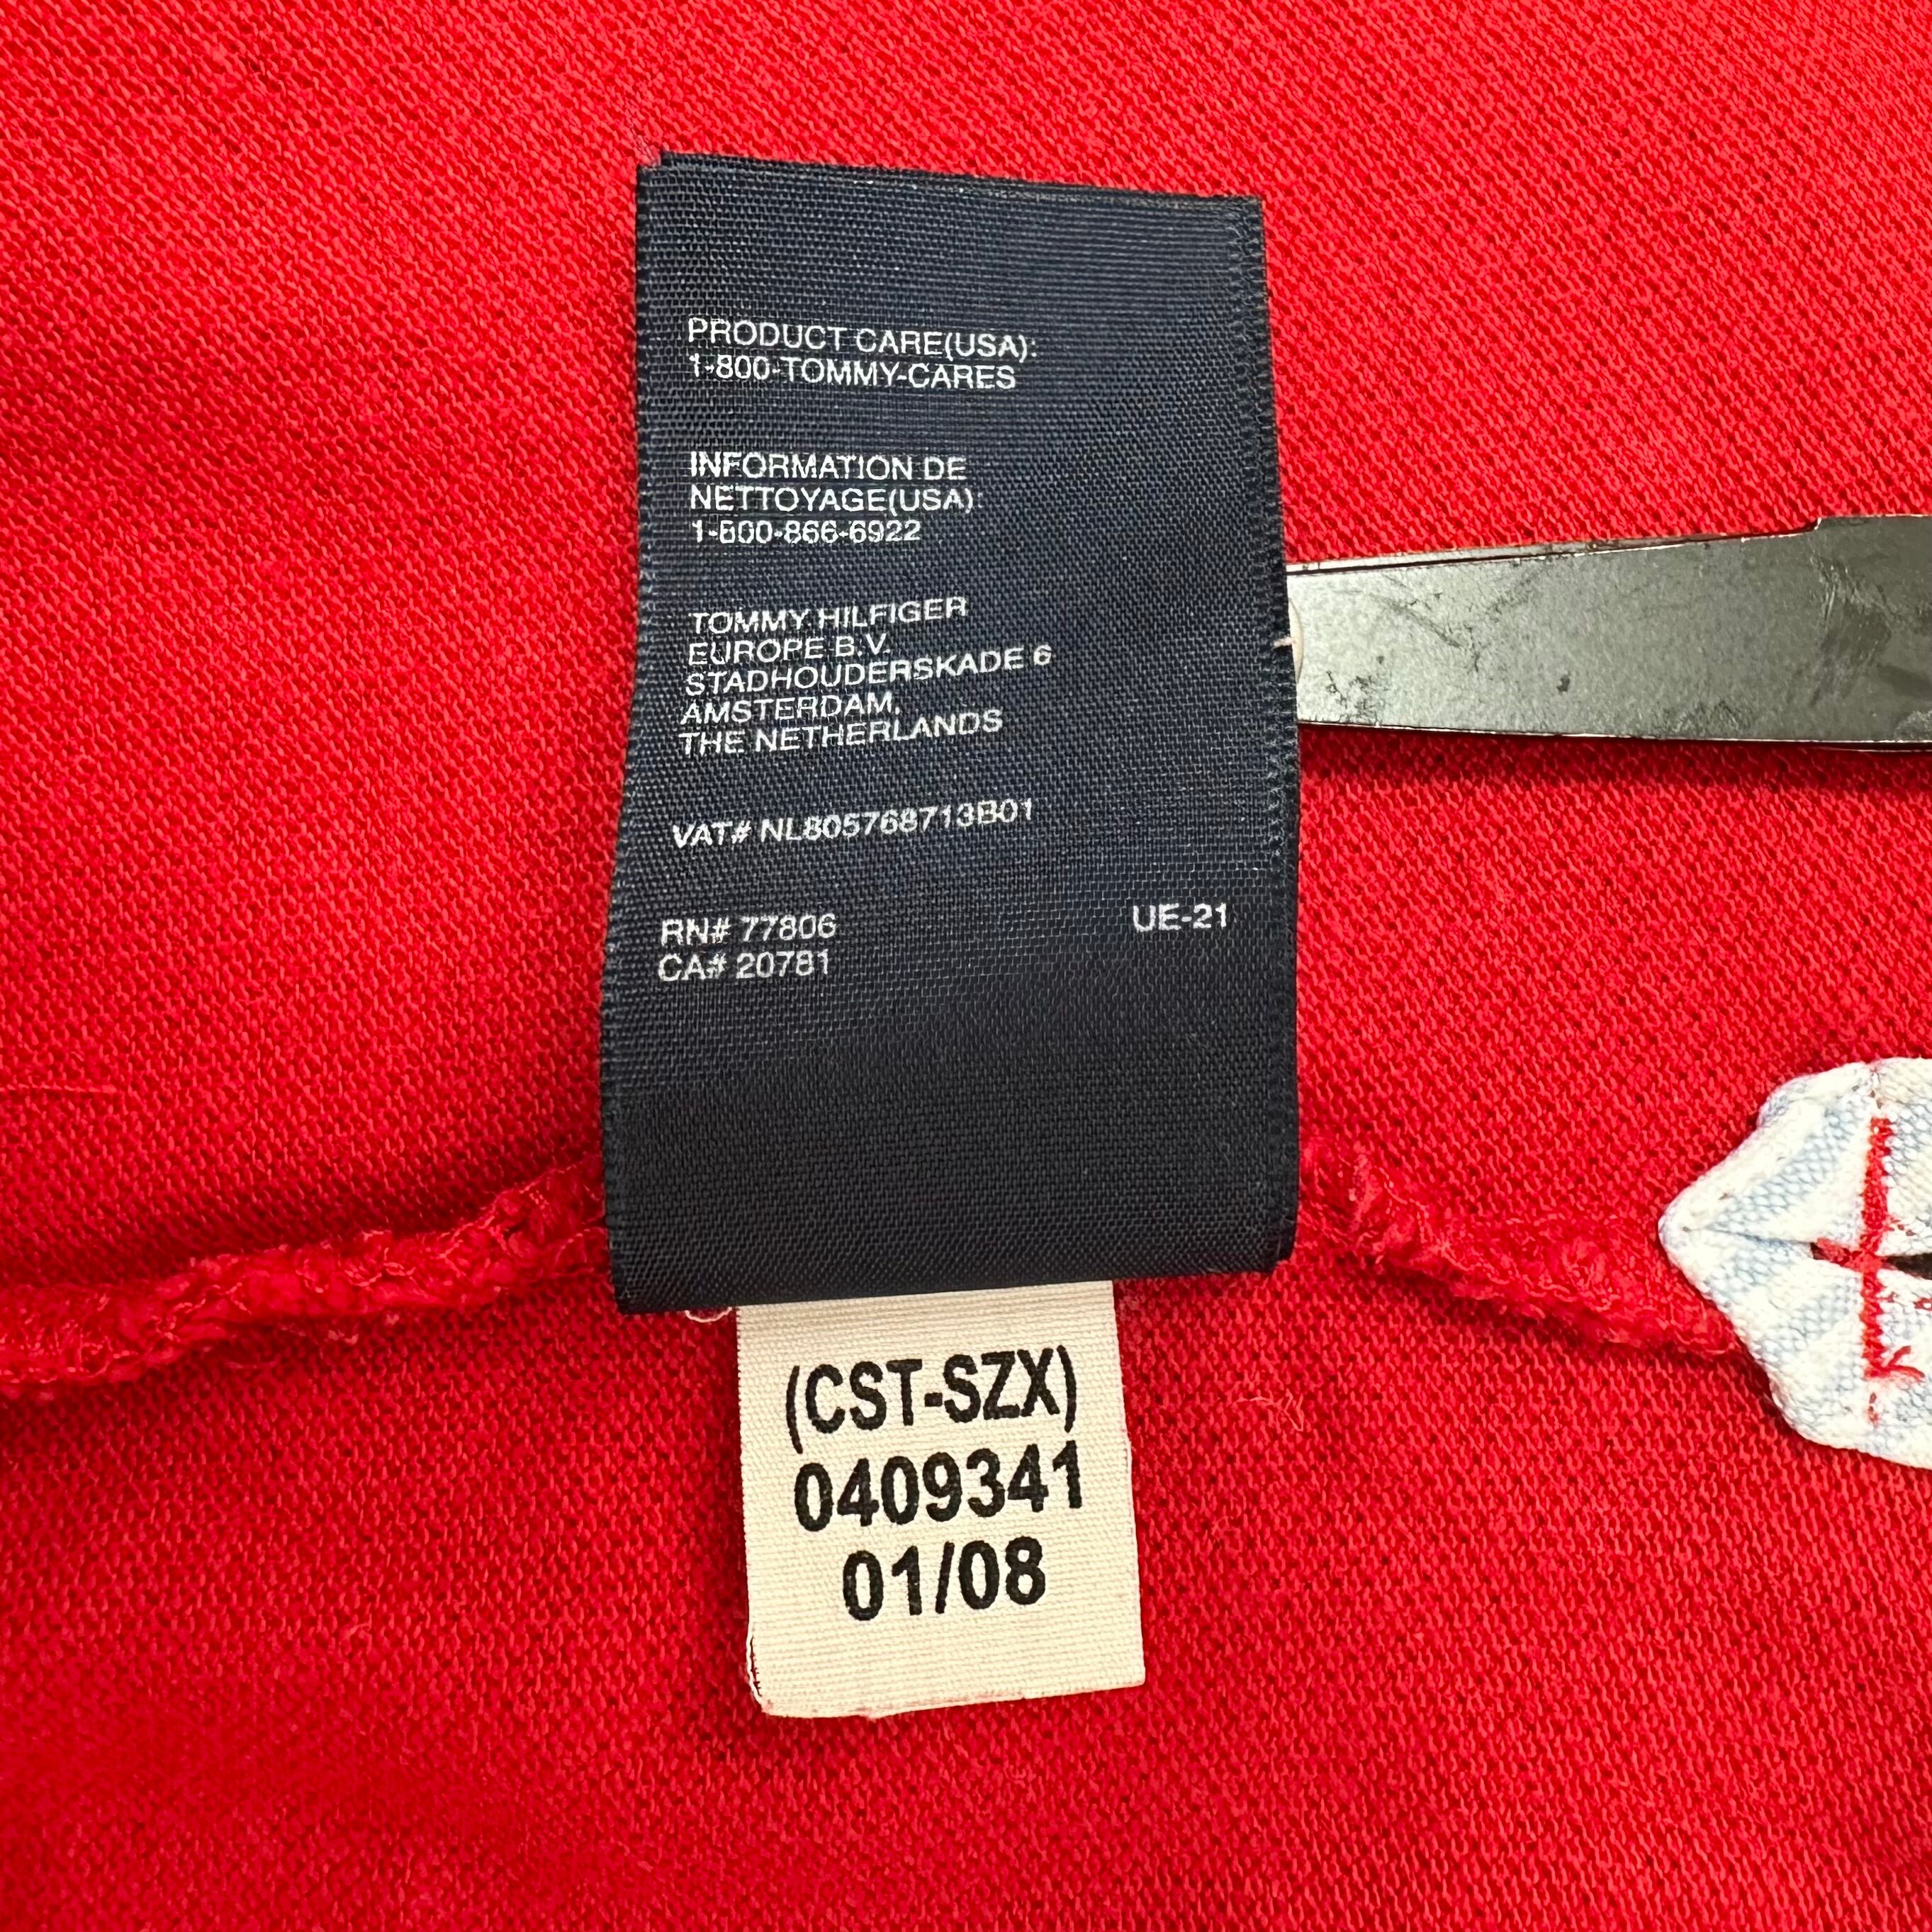 PRODUCT CARE(USA):
1-800-TOMMY-CARES
INFORMATION DE
NETTOYAGE(USA):
1-800-866-6922
TOMMY HILFIGER
EUROPE B.V.
STADHOUDERSKADE 6
AMSTERDAM,
THE NETHERLANDS
VAT# NL805768713B01
RN# 77806 UE-21
CA# 20781
(CST-SZX)
0409341
01/08